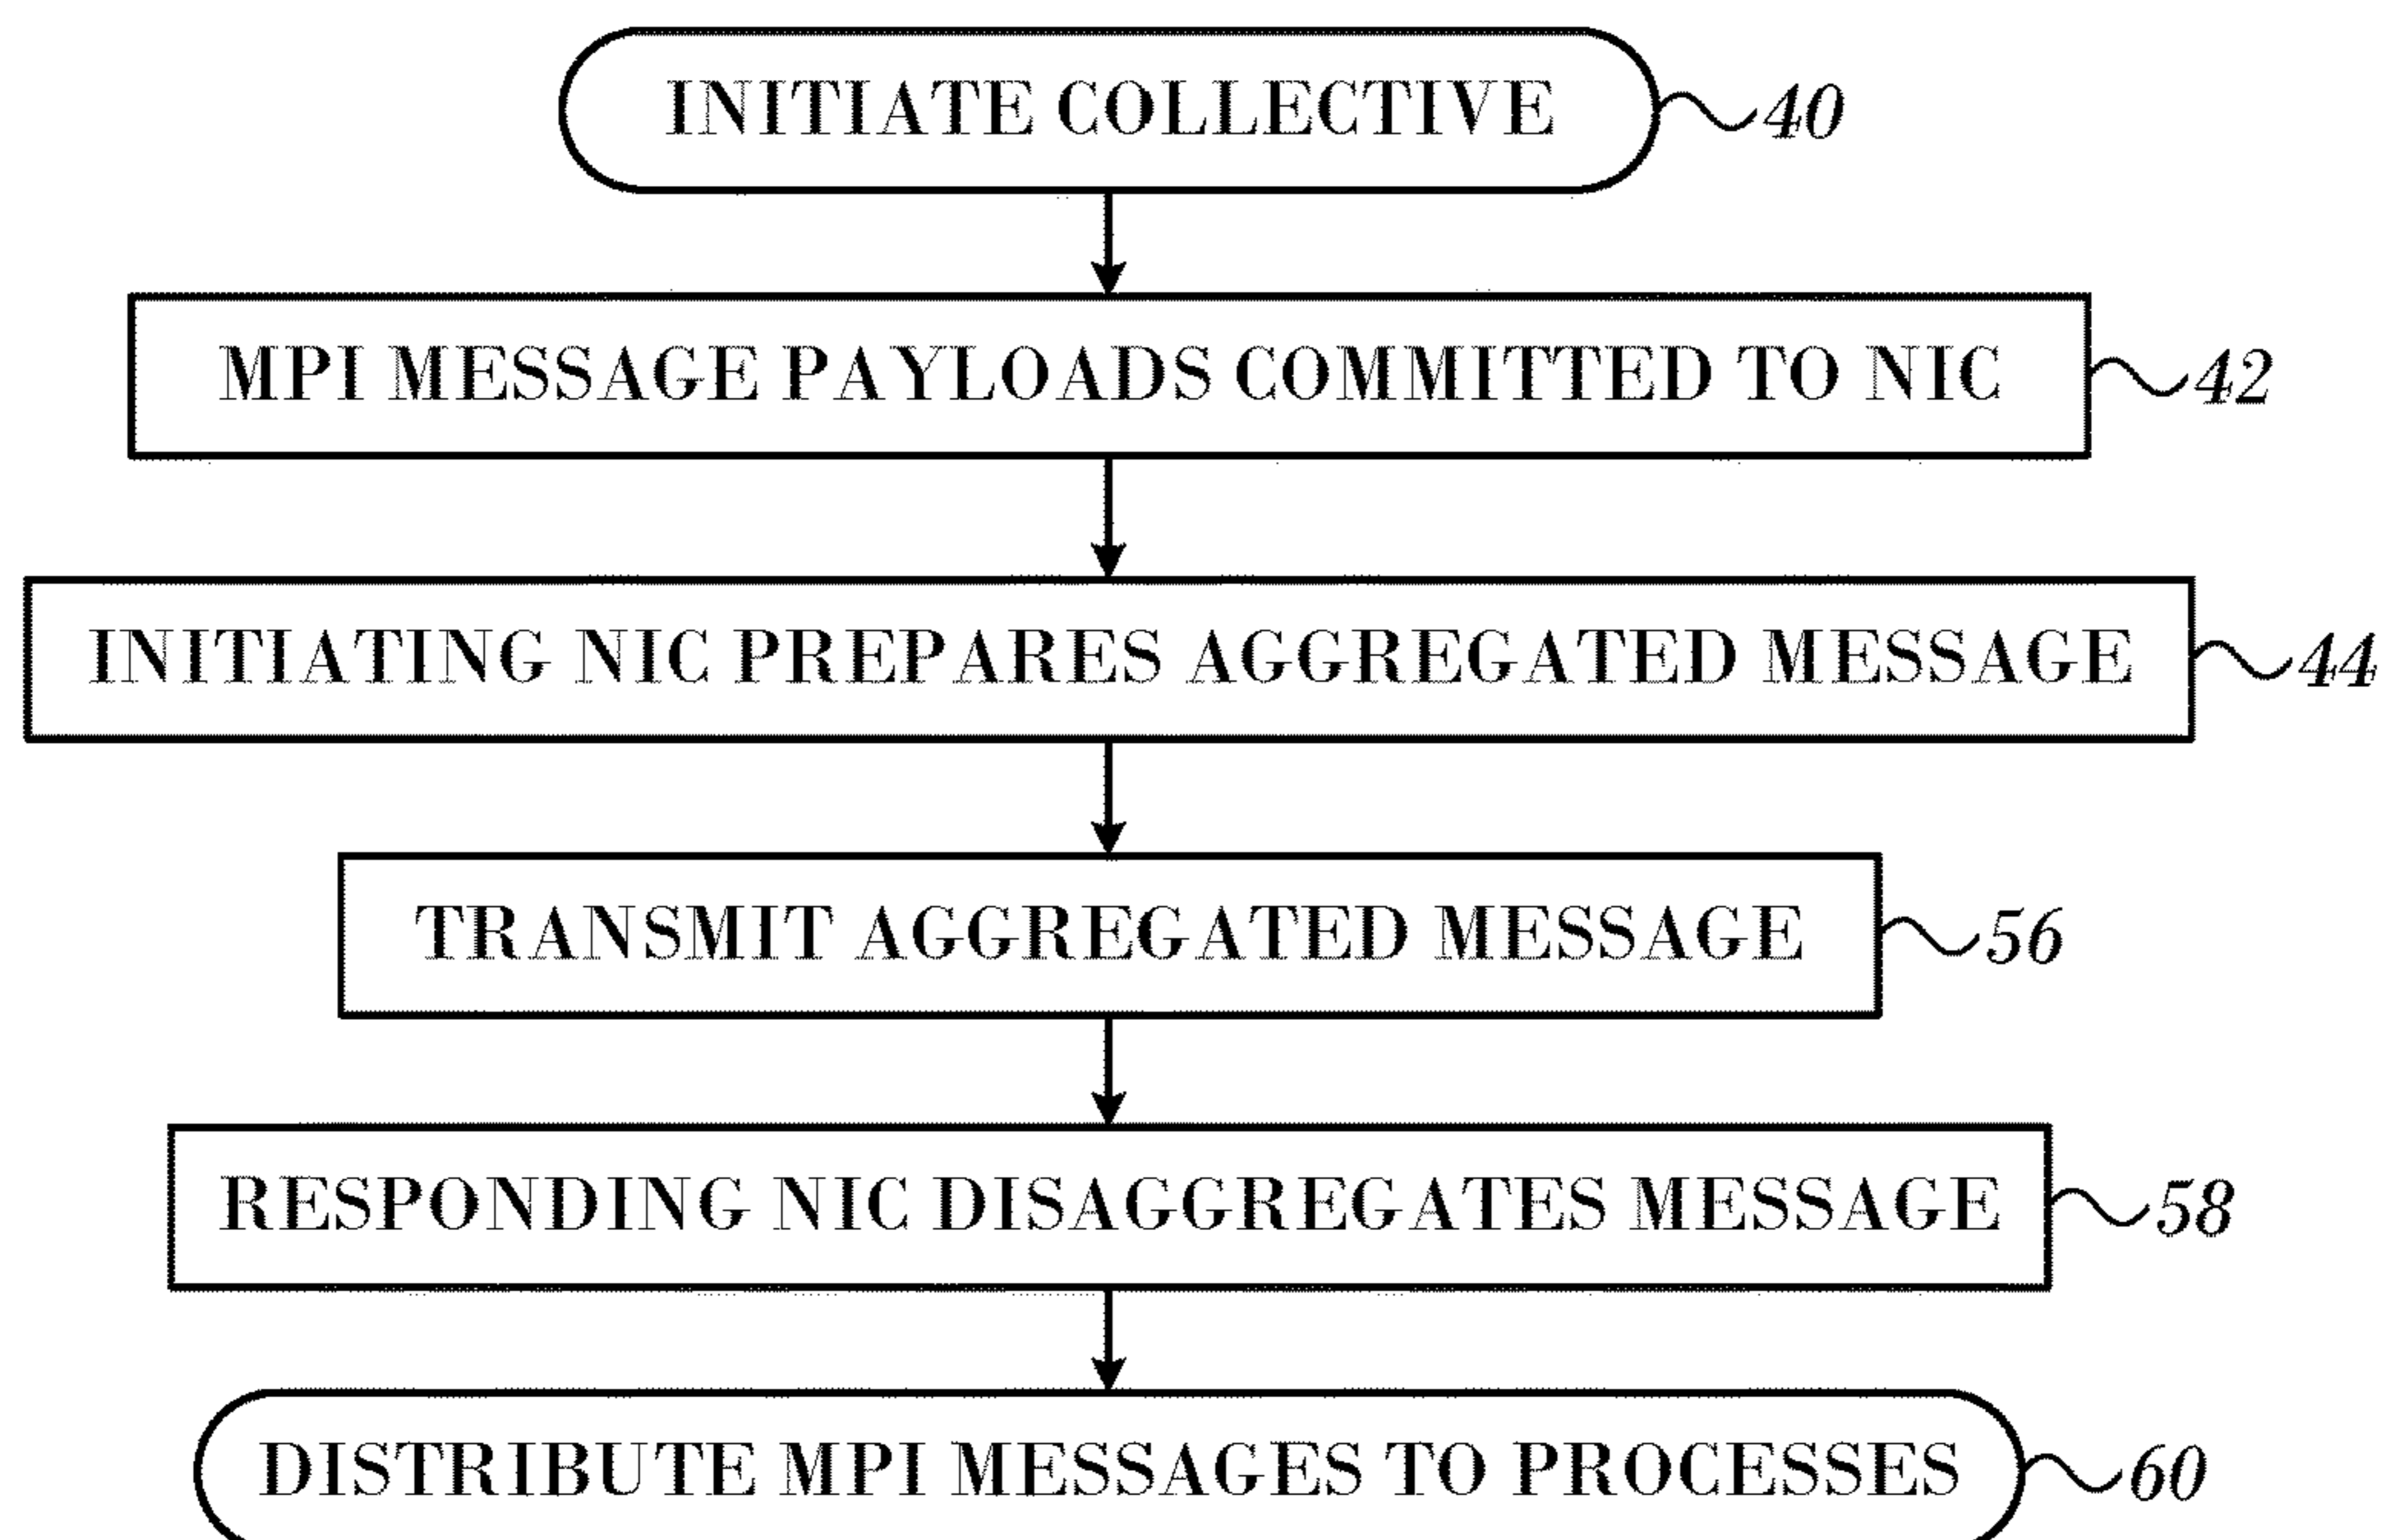 INITIATE COLLECTIVE 40
MPI MESSAGE PAYLOADS COMMITTED TO NIC 42
INITIATING NIC PREPARES AGGREGATED MESSAGE 44
TRANSMIT AGGREGATED MESSAGE 56
RESPONDING NIC DISAGGREGATES MESSAGE 58
DISTRIBUTE MPI MESSAGES TO PROCESSES 60